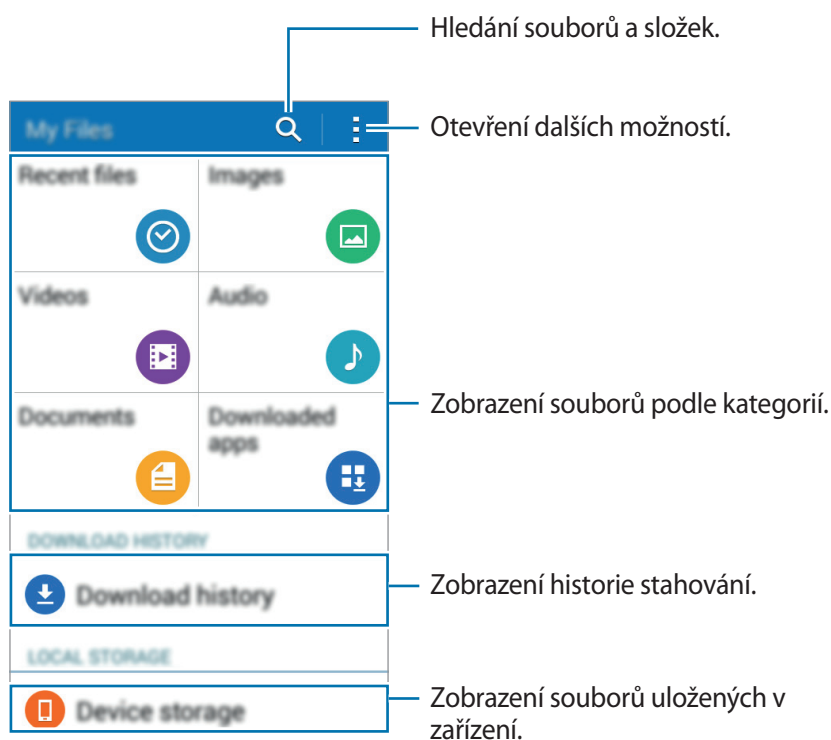 Hledání souborů a složek.
My Files
Otevření dalších možností.
Recent files
Images
Videos
Audio
Documents
Downloaded
apps
Zobrazení souborů podle kategorií.
DOWNLOAD HISTORY
Download history
Zobrazení historie stahování.
LOCAL STORAGE
Device storage
Zobrazení souborů uložených v
zařízení.